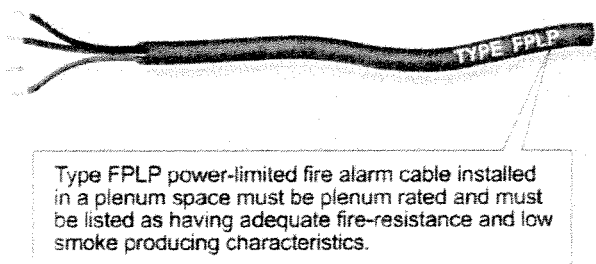 TYPE FPLP
Type FPLP power-limited fire alarm cable installed
in a plenum space must be plenum rated and must
be listed as having adequate fire-resistance and low
smoke producing characteristics.